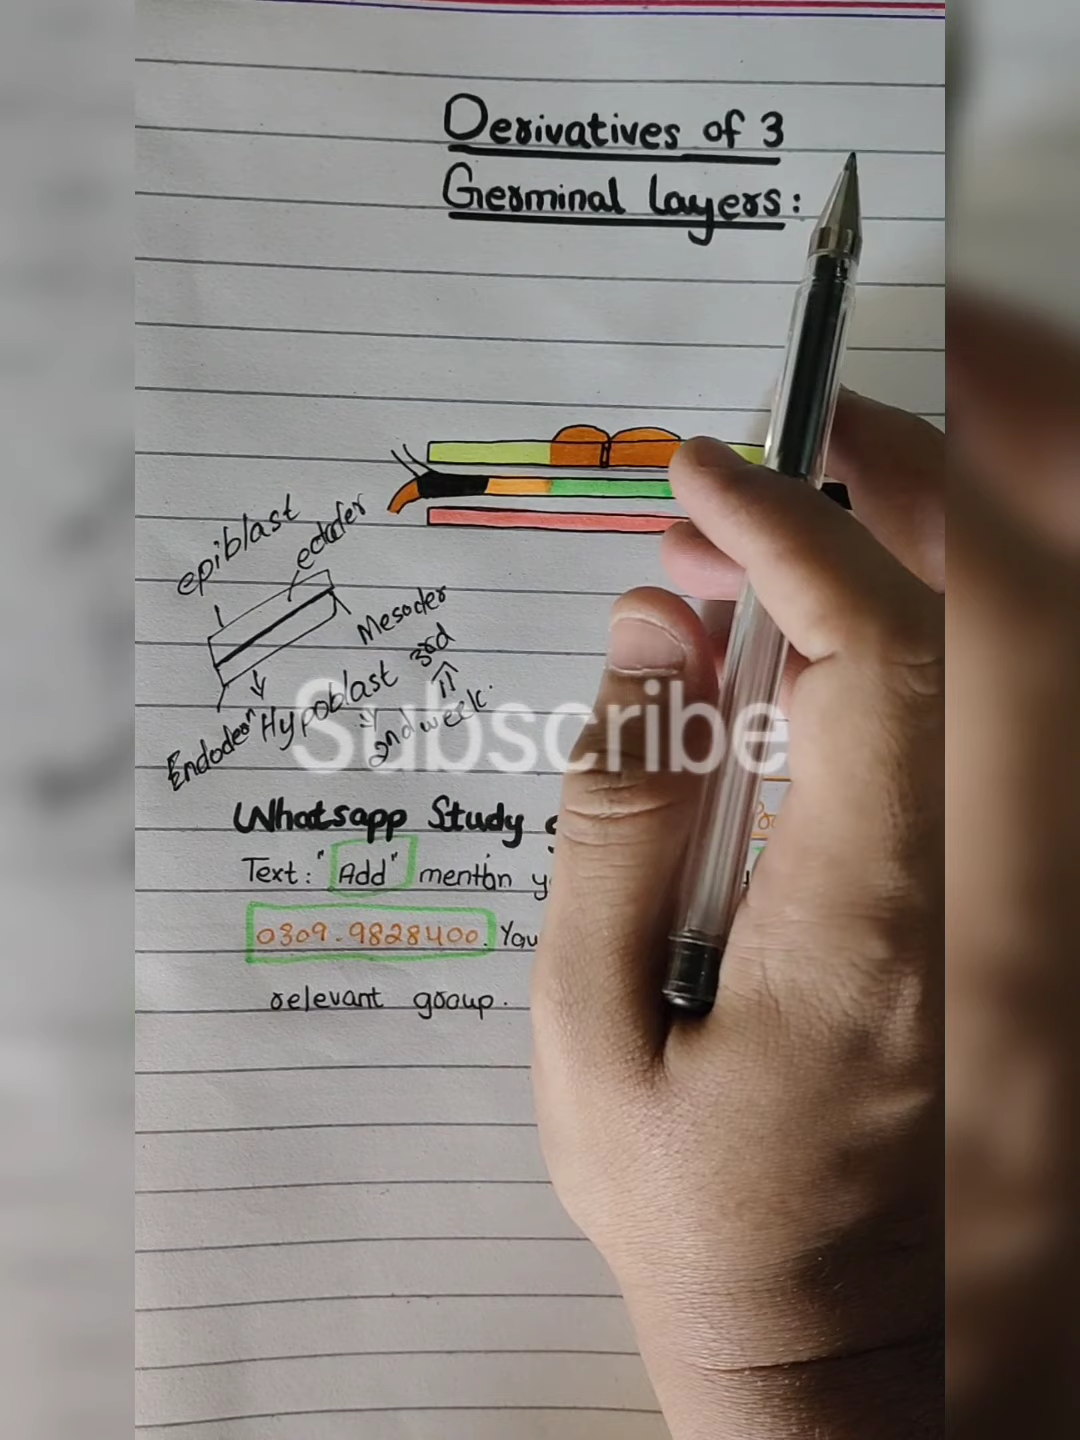 Derivatives of 3
Germinal layers:
epiblast
ectoder
Mesoder
3rd
Hypoblast
2nd week.
Endoder
Subscribe
Whatsapp Study
Text: "Add" mention
0309-9828400. You
relevant group.